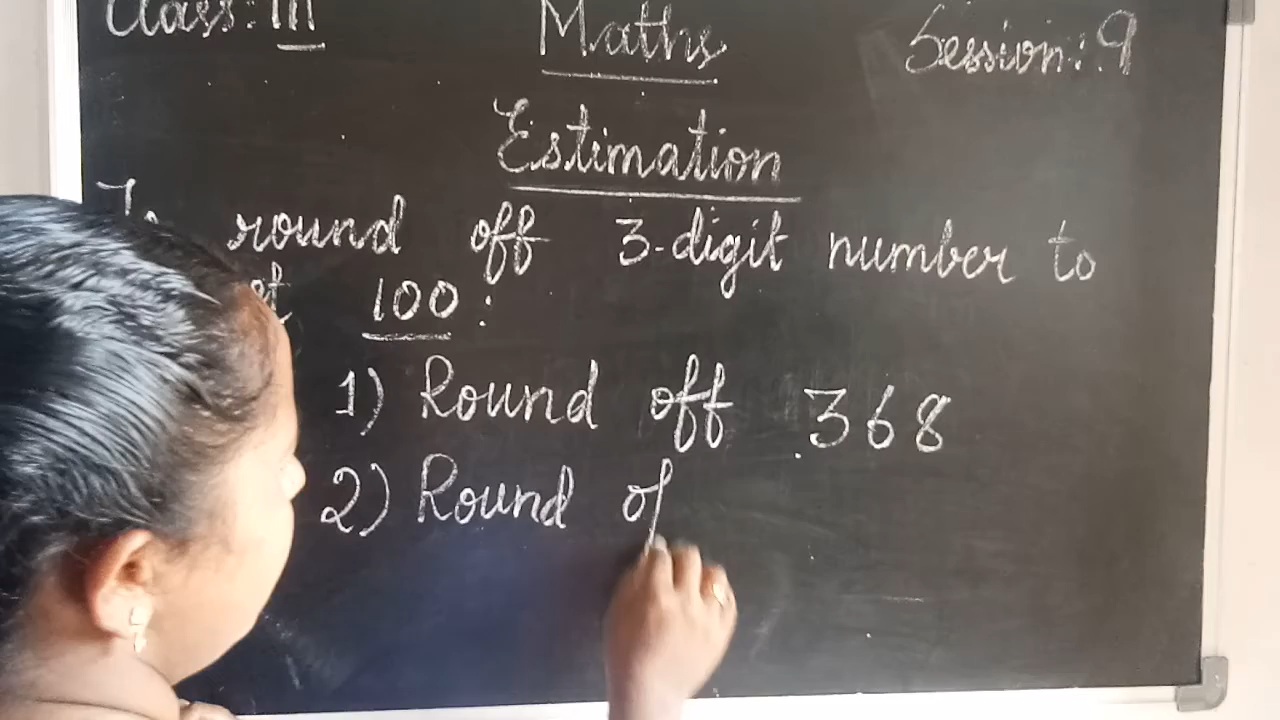 Class: III Maths Session: 9
Estimation
To round off 3-digit number to
100:
1) Round off 368
2) Round of